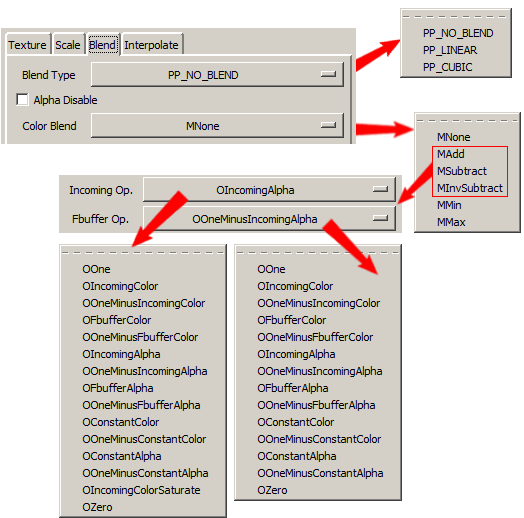 Texture Scale Blend Interpolate
Blend Type PP_NO_BLEND
Alpha Disable
Color Blend MNone
PP_NO_BLEND
PP_LINEAR
PP_CUBIC
MNone
MAdd
MSubtract
MInvSubtract
MMin
MMax
Incoming Op. OIncomingAlpha
Fbuffer Op. OOneMinusIncomingAlpha
OOne
OIncomingColor
OOneMinusIncomingColor
OFbufferColor
OOneMinusFbufferColor
OIncomingAlpha
OOneMinusIncomingAlpha
OFbufferAlpha
OOneMinusFbufferAlpha
OConstantColor
OOneMinusConstantColor
OConstantAlpha
OOneMinusConstantAlpha
OIncomingColorSaturate
OZero
OOne
OIncomingColor
OOneMinusIncomingColor
OFbufferColor
OOneMinusFbufferColor
OIncomingAlpha
OOneMinusIncomingAlpha
OFbufferAlpha
OOneMinusFbufferAlpha
OConstantColor
OOneMinusConstantColor
OConstantAlpha
OOneMinusConstantAlpha
OZero